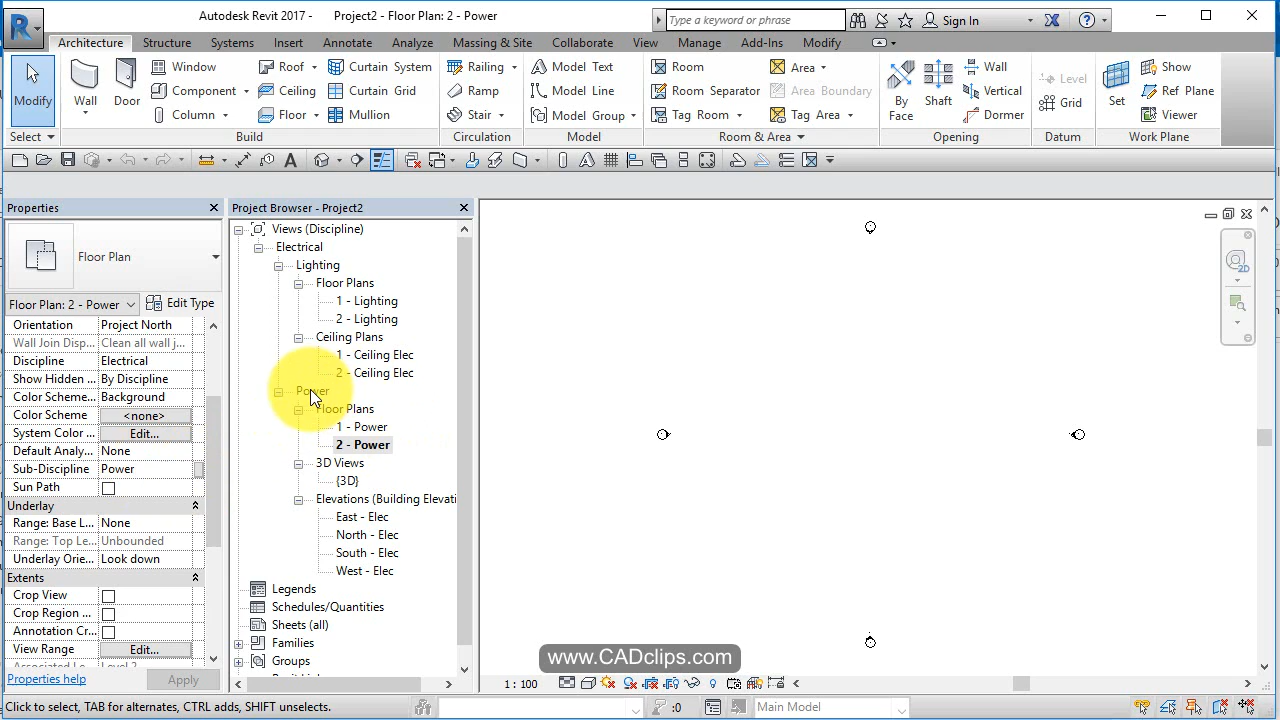 Autodesk Revit 2017 - Project2 - Floor Plan: 2 - Power
Type a keyword or phrase
Sign In
Architecture Structure Systems Insert Annotate Analyze Massing & Site Collaborate View Manage Add-Ins Modify
Modify
Wall
Door
Window
Component
Column
Roof
Ceiling
Floor
Curtain System
Curtain Grid
Mullion
Railing
Ramp
Stair
Model Text
Model Line
Model Group
Room
Room Separator
Tag Room
Area
Area Boundary
Tag Area
By
Face
Shaft
Wall
Vertical
Dormer
Level
Grid
Set
Show
Ref Plane
Viewer
Select
Build
Circulation
Model
Room & Area
Opening
Datum
Work Plane
Properties
Floor Plan
Floor Plan: 2 - Power
Edit Type
Orientation Project North
Wall Join Disp... Clean all wall j...
Discipline Electrical
Show Hidden ... By Discipline
Color Scheme... Background
Color Scheme <none>
System Color ... Edit...
Default Analy... None
Sub-Discipline Power
Sun Path
Underlay
Range: Base L... None
Range: Top Le... Unbounded
Underlay Orie... Look down
Extents
Crop View
Crop Region ...
Annotation Cr...
View Range Edit...
Properties help
Apply
Project Browser - Project2
Views (Discipline)
Electrical
Lighting
Floor Plans
1 - Lighting
2 - Lighting
Ceiling Plans
1 - Ceiling Elec
2 - Ceiling Elec
Power
Floor Plans
1 - Power
2 - Power
3D Views
{3D}
Elevations (Building Elevati
East - Elec
North - Elec
South - Elec
West - Elec
Legends
Schedules/Quantities
Sheets (all)
Families
Groups
2D
www.CADclips.com
1 : 100
Click to select, TAB for alternates, CTRL adds, SHIFT unselects.
:0
Main Model